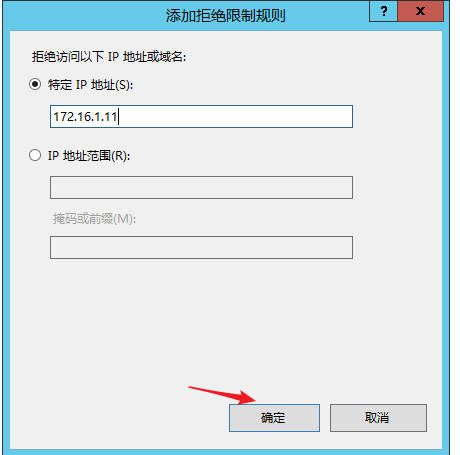 添加拒绝限制规则
? x
拒绝访问以下 IP 地址或域名:
特定 IP 地址(S):
172.16.1.11
IP 地址范围(R):
掩码或前缀(M):
确定 取消